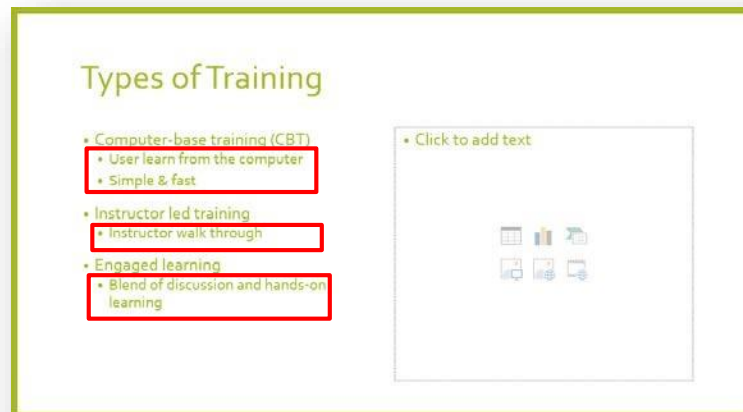 Types of Training
• Computer-base training (CBT)
• User learn from the computer
• Simple & fast
• Instructor led training
• Instructor walk through
• Engaged learning
• Blend of discussion and hands-on
learning
• Click to add text